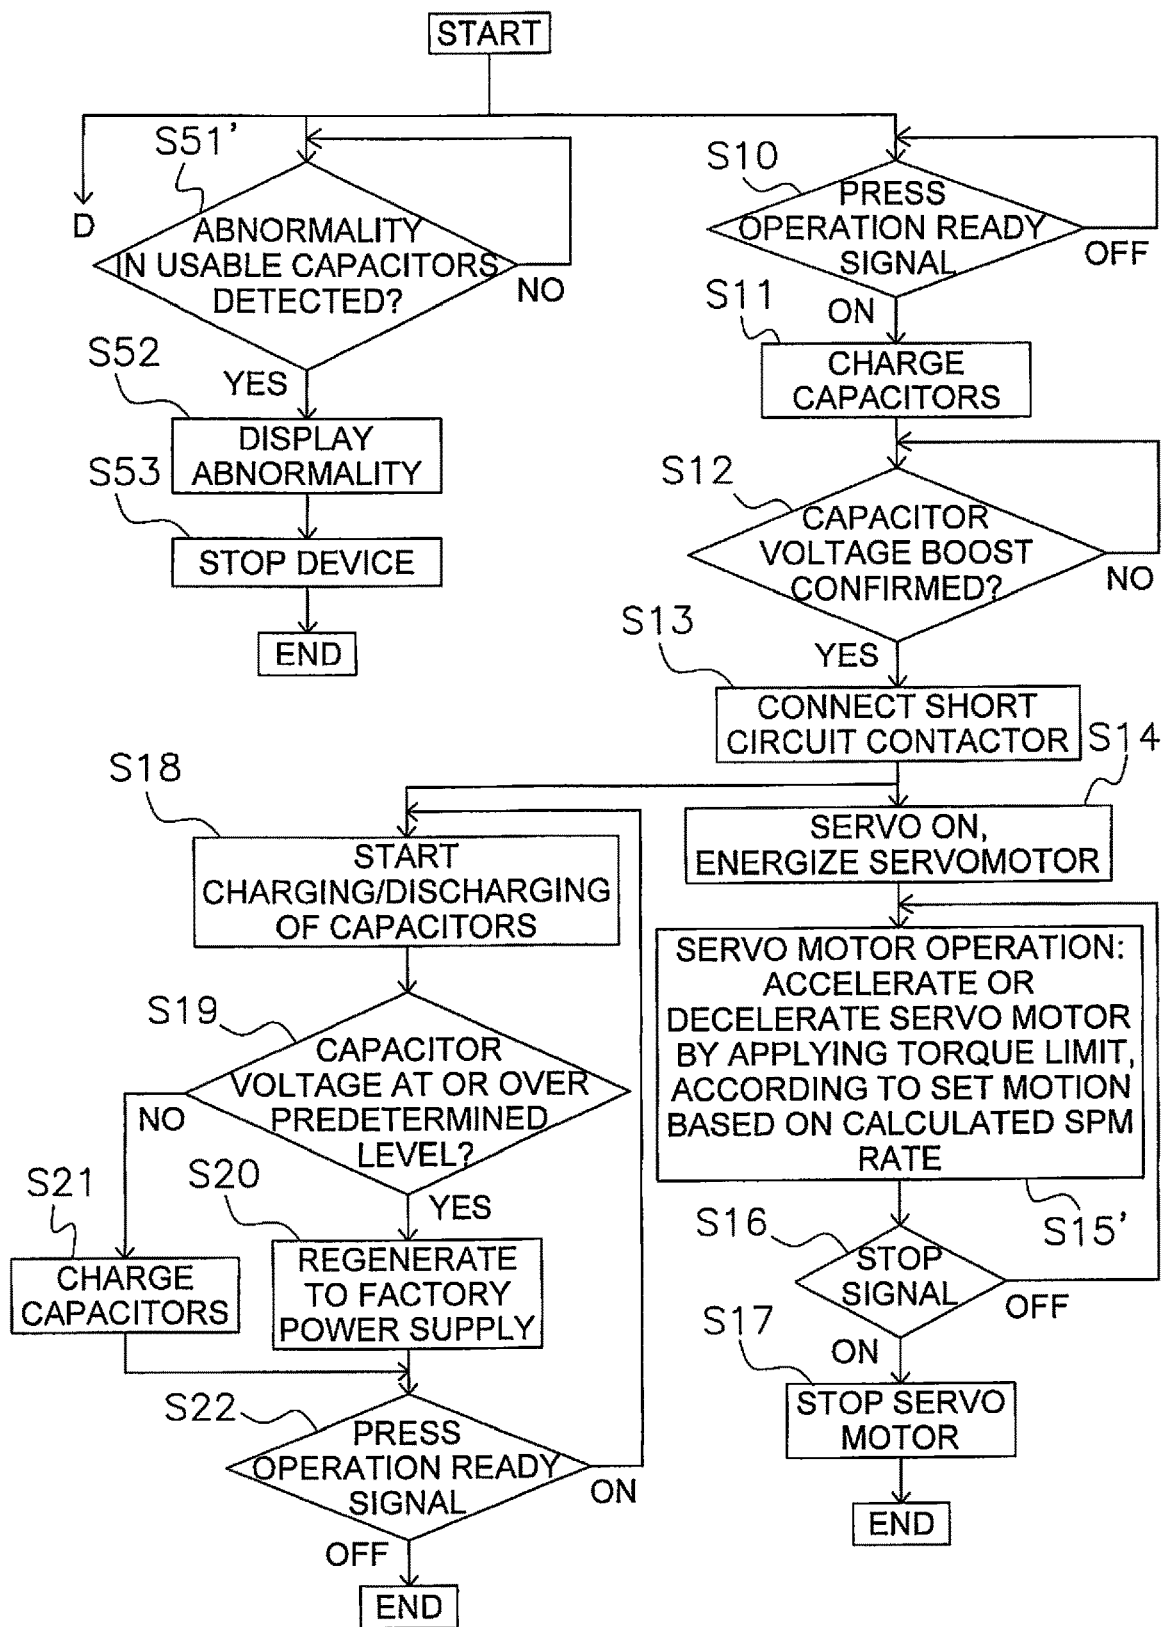 START
D
S51'
ABNORMALITY
IN USABLE CAPACITORS
DETECTED?
NO
YES
S52
DISPLAY
ABNORMALITY
S53
STOP DEVICE
END
S10
PRESS
OPERATION READY
SIGNAL
OFF
ON
S11
CHARGE
CAPACITORS
S12
CAPACITOR
VOLTAGE BOOST
CONFIRMED?
NO
YES
S13
CONNECT SHORT
CIRCUIT CONTACTOR
S14
SERVO ON,
ENERGIZE SERVOMOTOR
SERVO MOTOR OPERATION:
ACCELERATE OR
DECELERATE SERVO MOTOR
BY APPLYING TORQUE LIMIT,
ACCORDING TO SET MOTION
BASED ON CALCULATED SPM
RATE
S15'
S16
STOP
SIGNAL
OFF
ON
S17
STOP SERVO
MOTOR
END
S18
START
CHARGING/DISCHARGING
OF CAPACITORS
S19
CAPACITOR
VOLTAGE AT OR OVER
PREDETERMINED
LEVEL?
NO
YES
S20
REGENERATE
TO FACTORY
POWER SUPPLY
S21
CHARGE
CAPACITORS
S22
PRESS
OPERATION READY
SIGNAL
ON
OFF
END